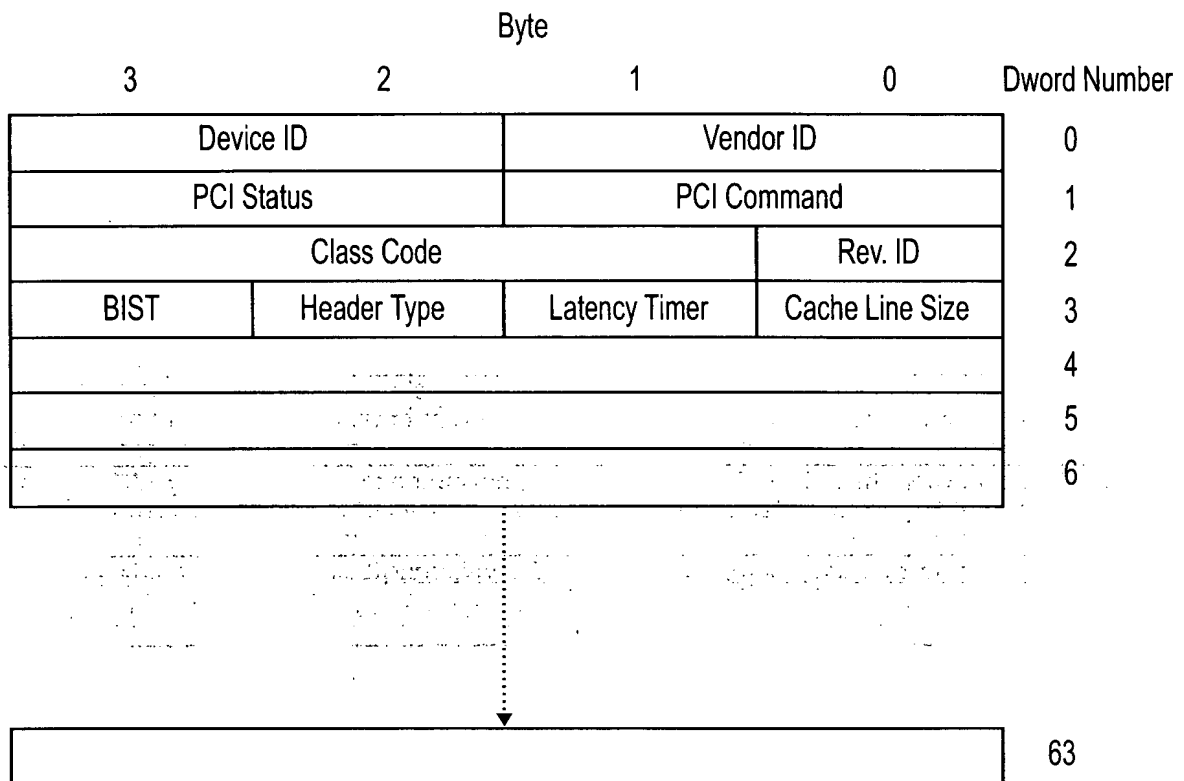 Byte
3 2 1 0 Dword Number
Device ID Vendor ID 0
PCI Status PCI Command 1
Class Code Rev. ID 2
BIST Header Type Latency Timer Cache Line Size 3
4
5
6
63